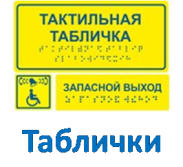 ТАКТИЛЬНАЯ
ТАБЛИЧКА
ЗАПАСНОЙ ВЫХОД
Таблички